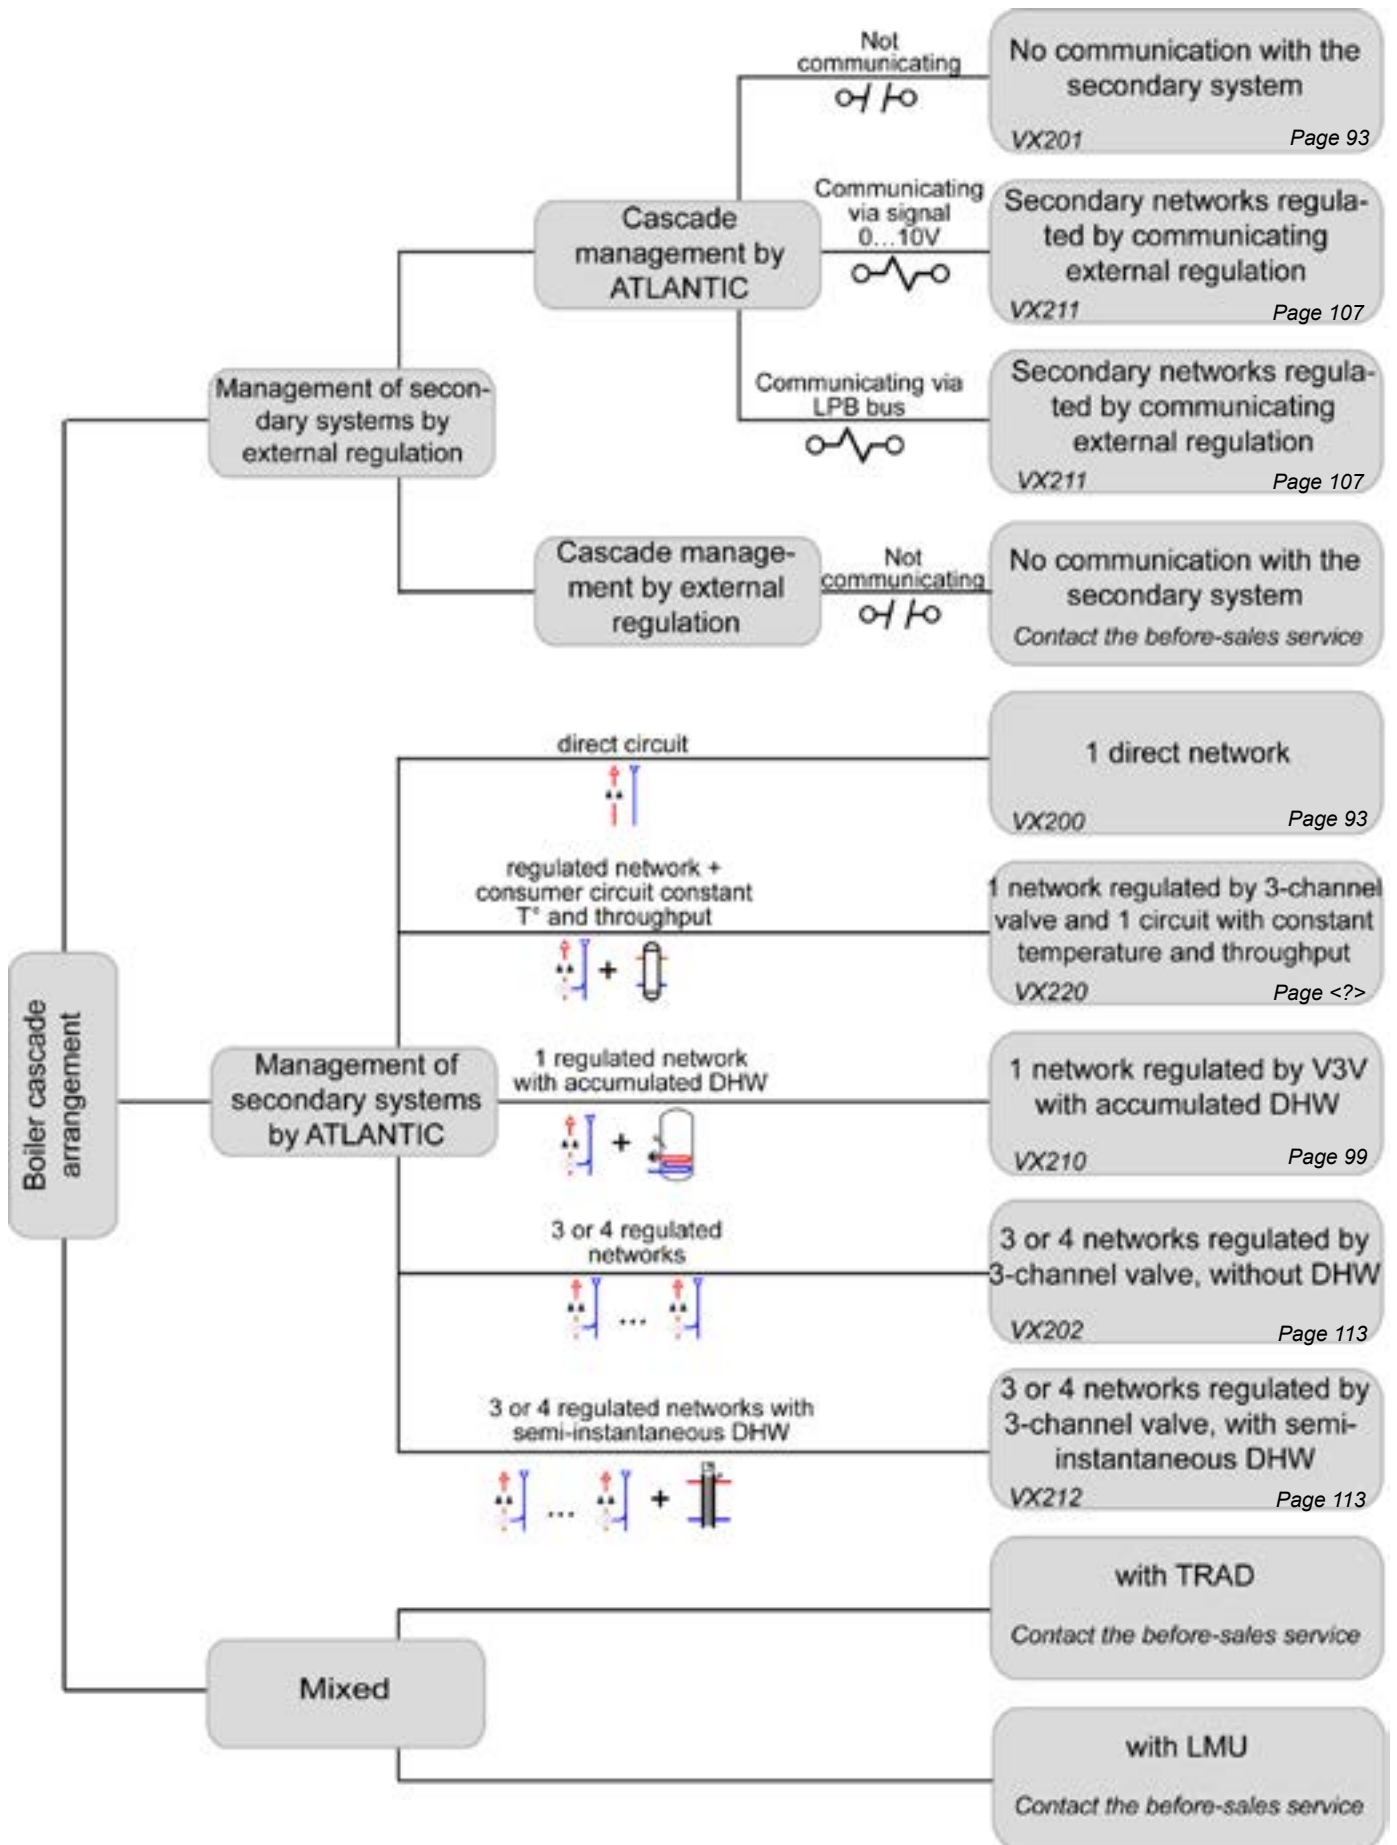 Not
communicating
No communication with the
secondary system
VX201 Page 93
Cascade
management by
ATLANTIC
Communicating
via signal
0...10V
Secondary networks regula-
ted by communicating
external regulation
VX211 Page 107
Management of secon-
dary systems by
external regulation
Communicating via
LPB bus
Secondary networks regula-
ted by communicating
external regulation
VX211 Page 107
Cascade manage-
ment by external
regulation
Not
communicating
No communication with the
secondary system
Contact the before-sales service
direct circuit
1 direct network
VX200 Page 93
regulated network +
consumer circuit constant
T° and throughput
+
1 network regulated by 3-channel
valve and 1 circuit with constant
temperature and throughput
VX220 Page <?>
Boiler cascade
arrangement
Management of
secondary systems
by ATLANTIC
1 regulated network
with accumulated DHW
+
1 network regulated by V3V
with accumulated DHW
VX210 Page 99
3 or 4 regulated
networks
...
3 or 4 networks regulated by
3-channel valve, without DHW
VX202 Page 113
3 or 4 regulated networks with
semi-instantaneous DHW
... +
3 or 4 networks regulated by
3-channel valve, with semi-
instantaneous DHW
VX212 Page 113
Mixed
with TRAD
Contact the before-sales service
with LMU
Contact the before-sales service